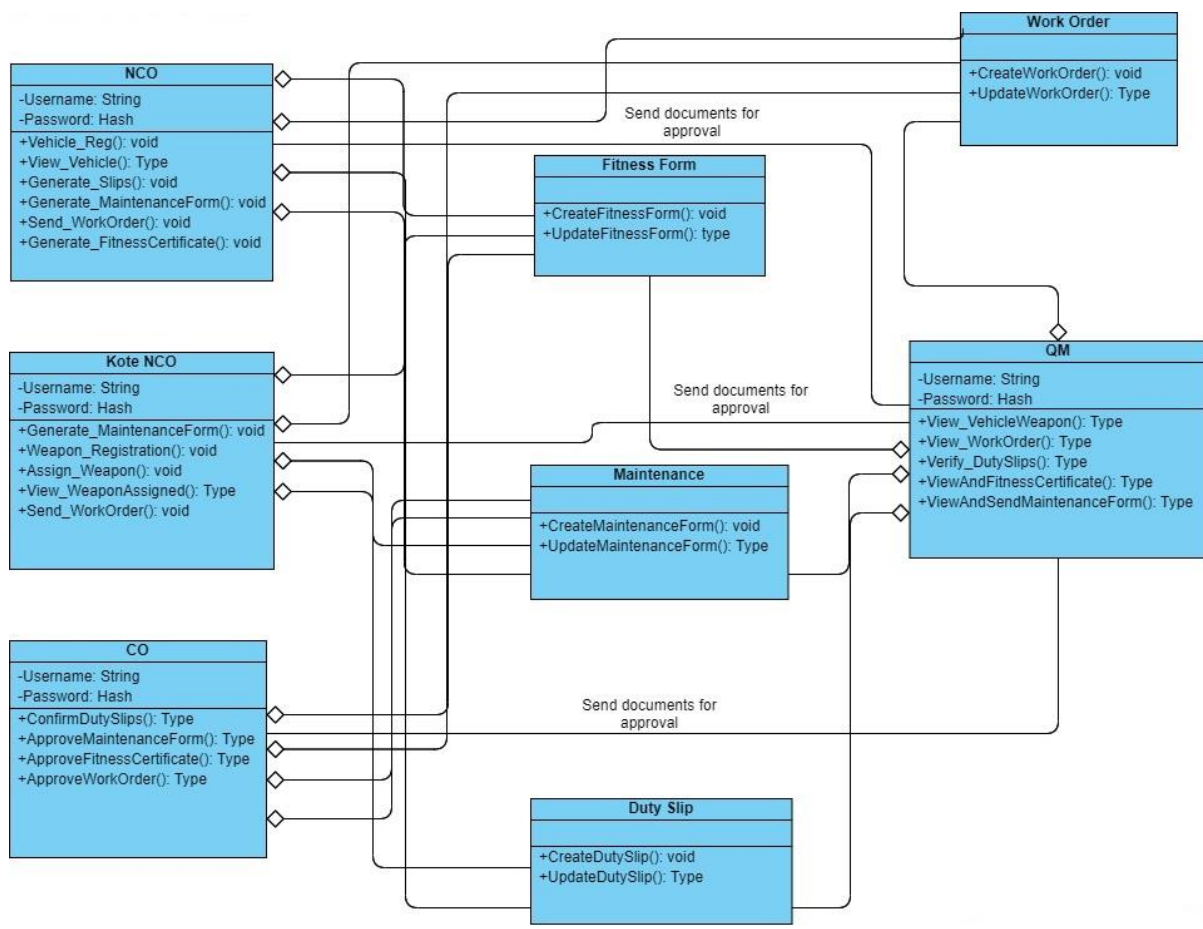 Work Order
+CreateWorkOrder(): void
+UpdateWorkOrder(): Type
NCO
-Username: String
-Password: Hash
+Vehicle_Reg(): void
+View_Vehicle(): Type
+Generate_Slips(): void
+Generate_MaintenanceForm(): void
+Send_WorkOrder(): void
+Generate_FitnessCertificate(): void
Send documents for
approval
Fitness Form
+CreateFitnessForm(): void
+UpdateFitnessForm(): type
Kote NCO
-Username: String
-Password: Hash
+Generate_MaintenanceForm(): void
+Weapon_Registration(): void
+Assign_Weapon(): void
+View_WeaponAssigned(): Type
+Send_WorkOrder(): void
Send documents for
approval
QM
-Username: String
-Password: Hash
+View_VehicleWeapon(): Type
+View_WorkOrder(): Type
+Verify_DutySlips(): Type
+ViewAndFitnessCertificate(): Type
+ViewAndSendMaintenanceForm(): Type
Maintenance
+CreateMaintenanceForm(): void
+UpdateMaintenanceForm(): Type
CO
-Username: String
-Password: Hash
+ConfirmDutySlips(): Type
+ApproveMaintenanceForm(): Type
+ApproveFitnessCertificate(): Type
+ApproveWorkOrder(): Type
Send documents for
approval
Duty Slip
+CreateDutySlip(): void
+UpdateDutySlip(): Type